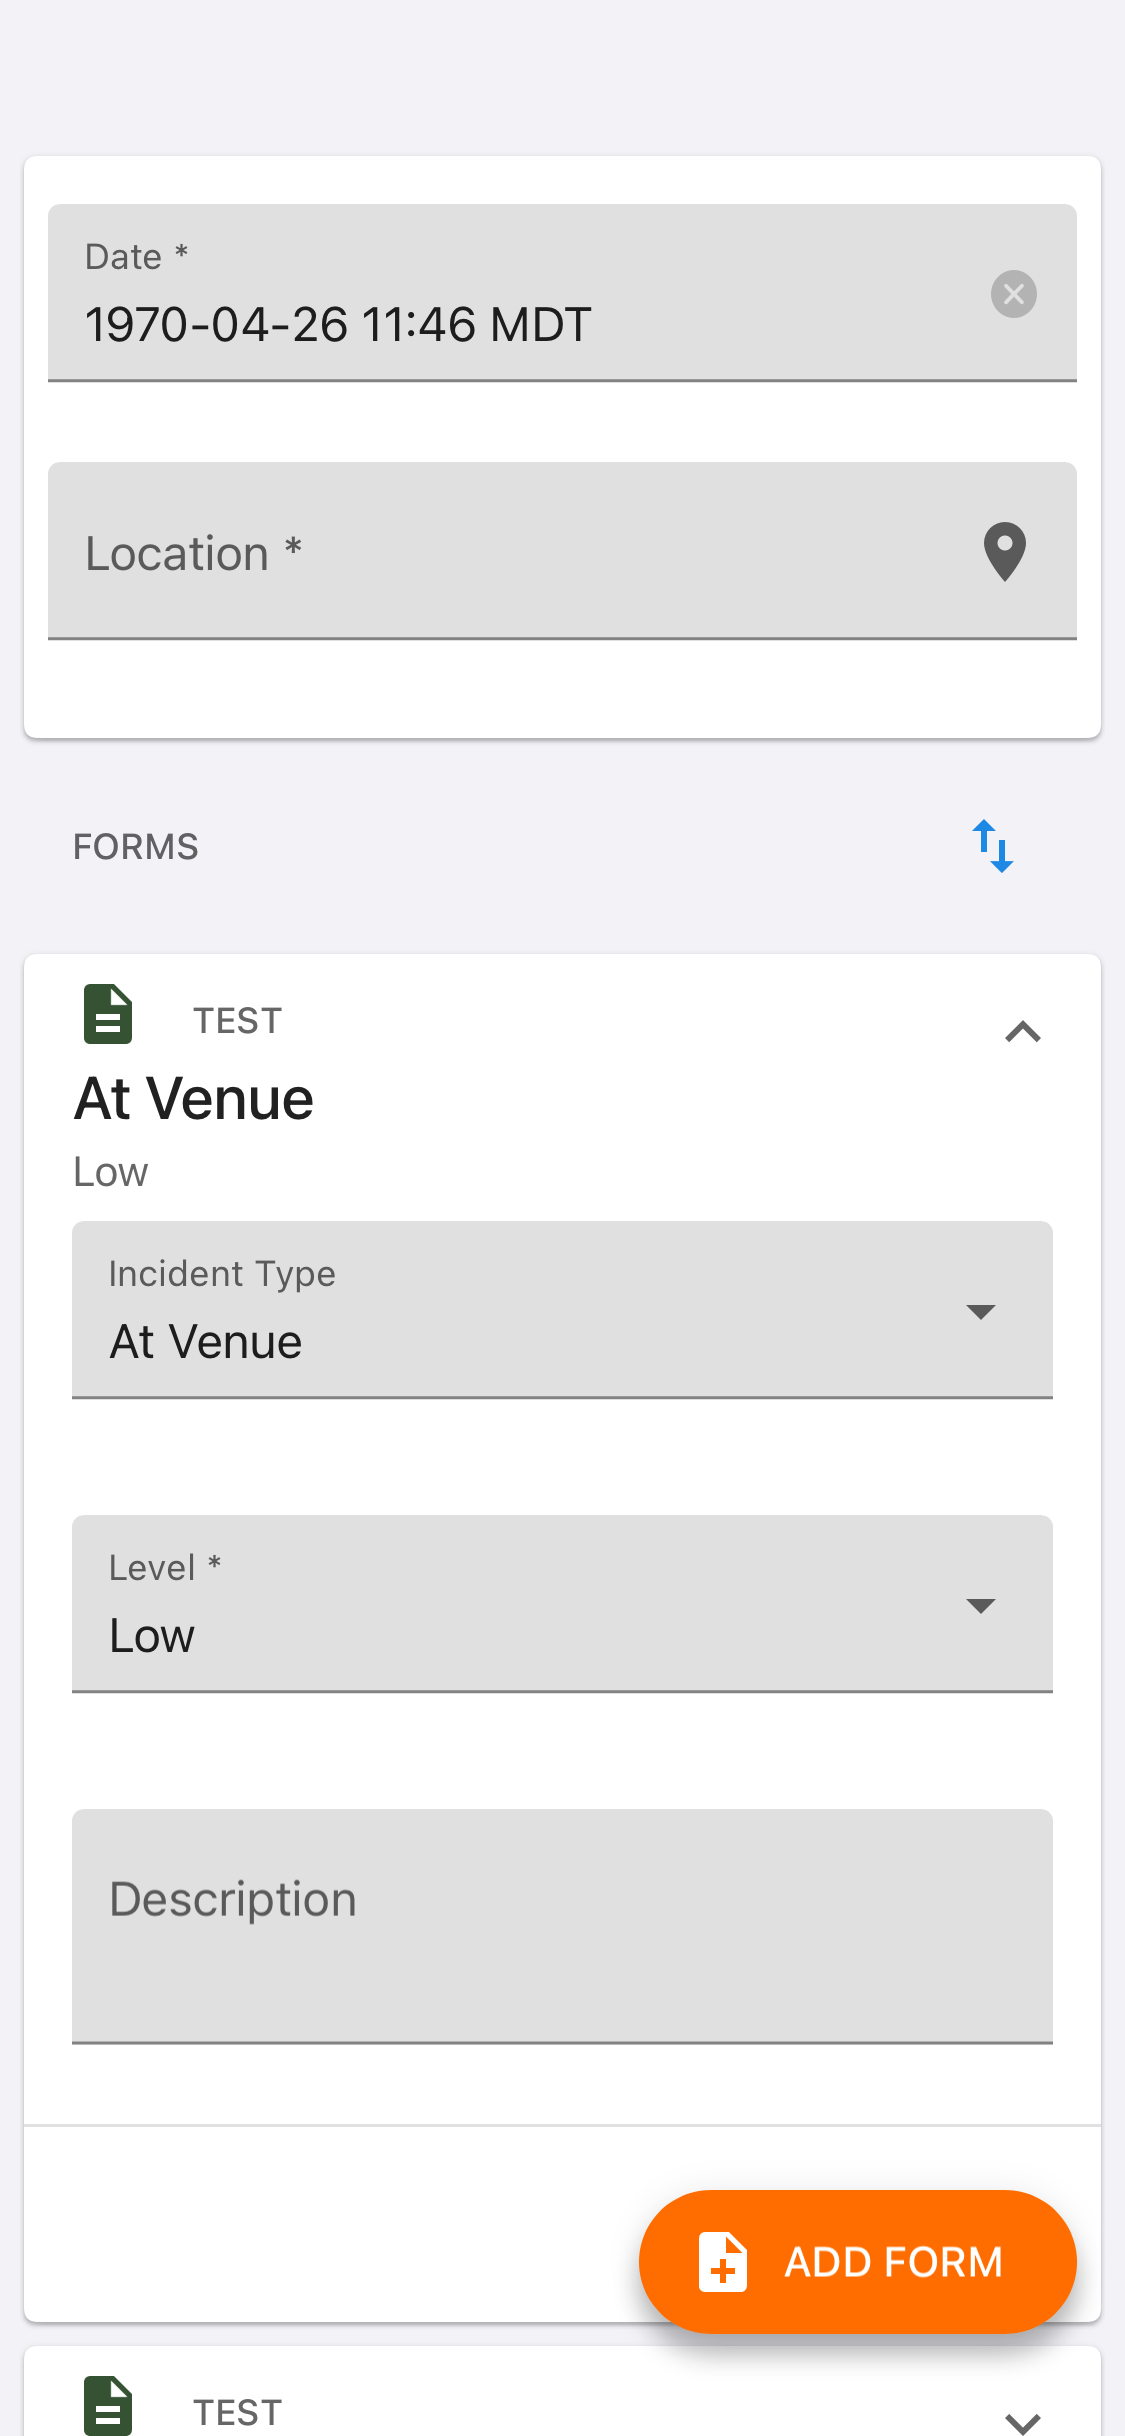 Date *
1970-04-26 11:46 MDT
Location *
FORMS
TEST
At Venue
Low
Incident Type
At Venue
Level *
Low
Description
ADD FORM
TEST